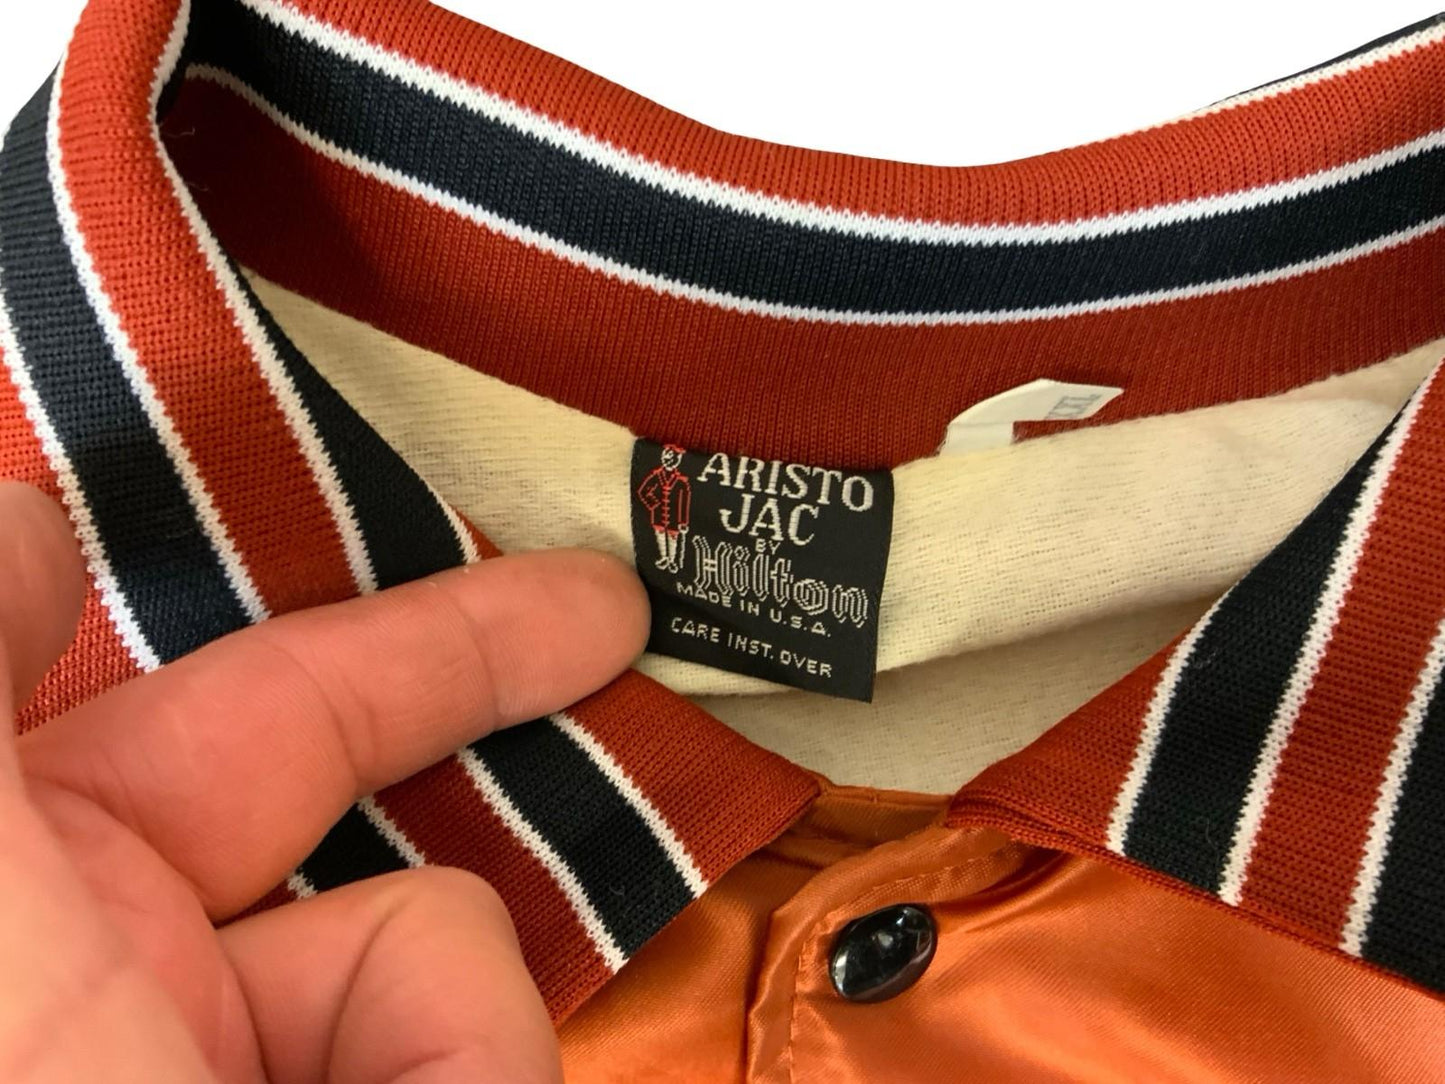 ARISTO
JAC
BY
Hilton
MADE IN U.S.A.
CARE INST. OVER